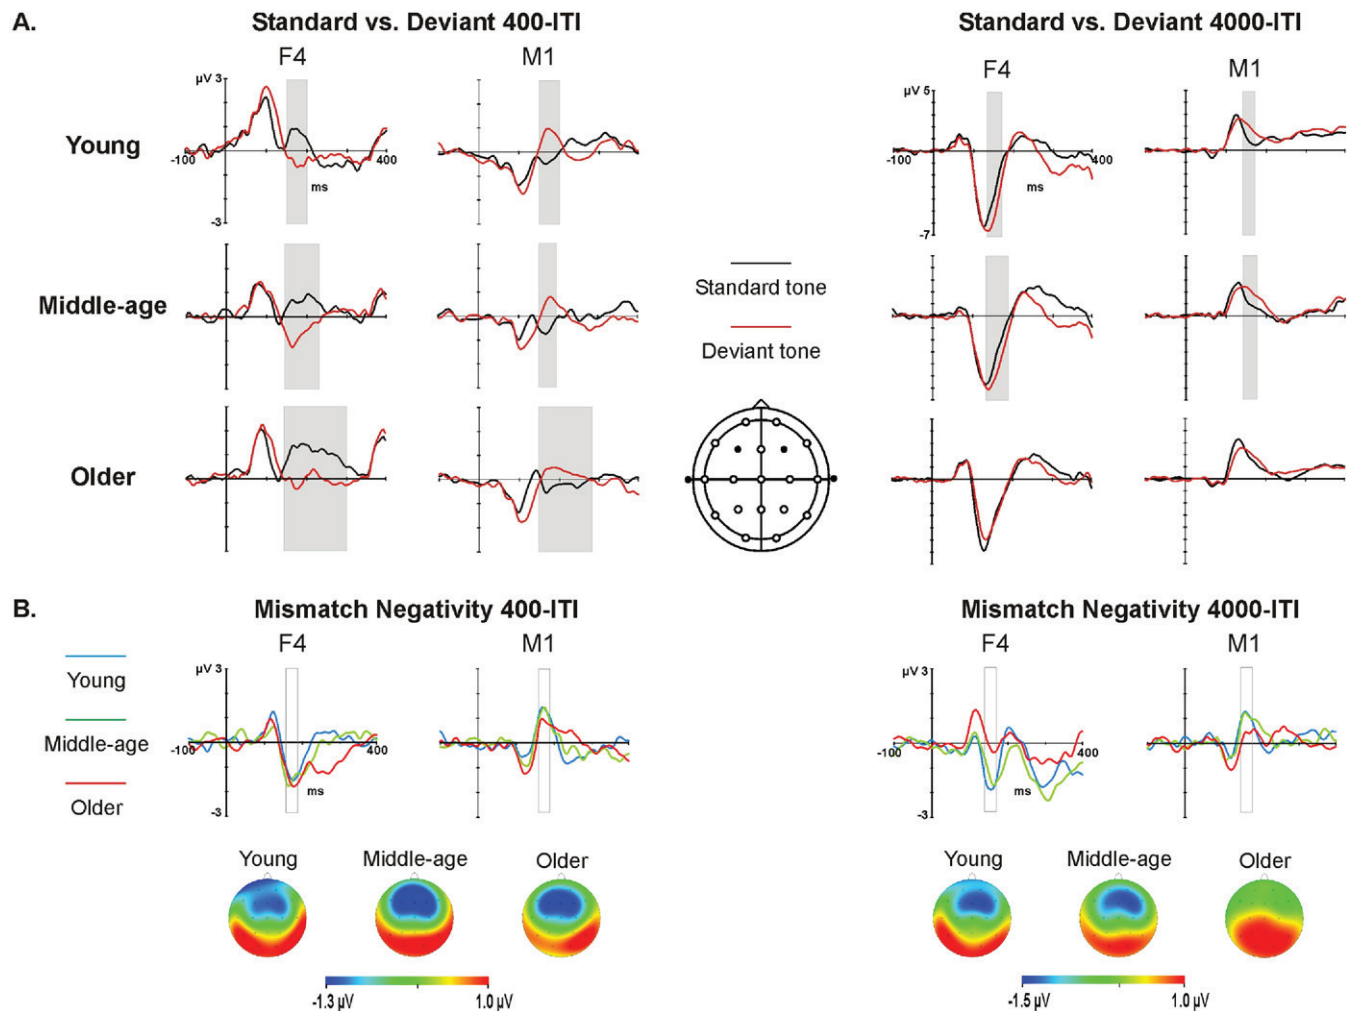 A.
Standard vs. Deviant 400-ITI
Standard vs. Deviant 4000-ITI
F4
M1
F4
M1
µV 3
µV 5
Young
-100
400
ms
-3
-100
400
ms
-7
Middle-age
Standard tone
Deviant tone
Older
B.
Mismatch Negativity 400-ITI
Mismatch Negativity 4000-ITI
F4
M1
F4
M1
Young
Middle-age
Older
µV 3
-100
400
ms
-3
µV 3
-100
400
ms
-3
Young
Middle-age
Older
Young
Middle-age
Older
-1.3 µV
1.0 µV
-1.5 µV
1.0 µV